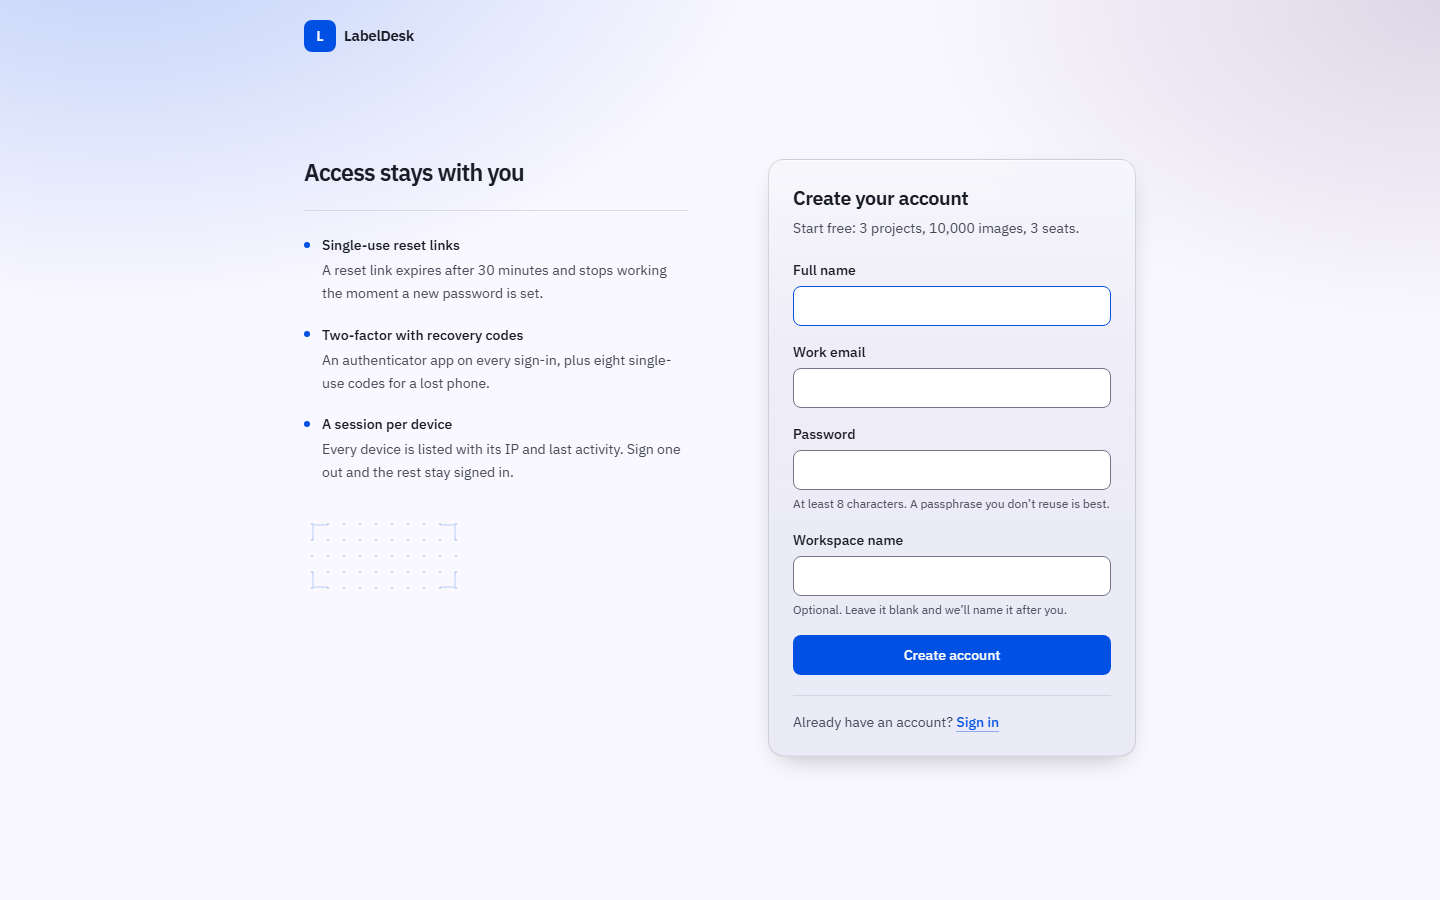 L
LabelDesk
Access stays with you
Single-use reset links
A reset link expires after 30 minutes and stops working
the moment a new password is set.
Two-factor with recovery codes
An authenticator app on every sign-in, plus eight single-
use codes for a lost phone.
A session per device
Every device is listed with its IP and last activity. Sign one
out and the rest stay signed in.
Create your account
Start free: 3 projects, 10,000 images, 3 seats.
Full name
Work email
Password
At least 8 characters. A passphrase you don’t reuse is best.
Workspace name
Optional. Leave it blank and we’ll name it after you.
Create account
Already have an account? Sign in